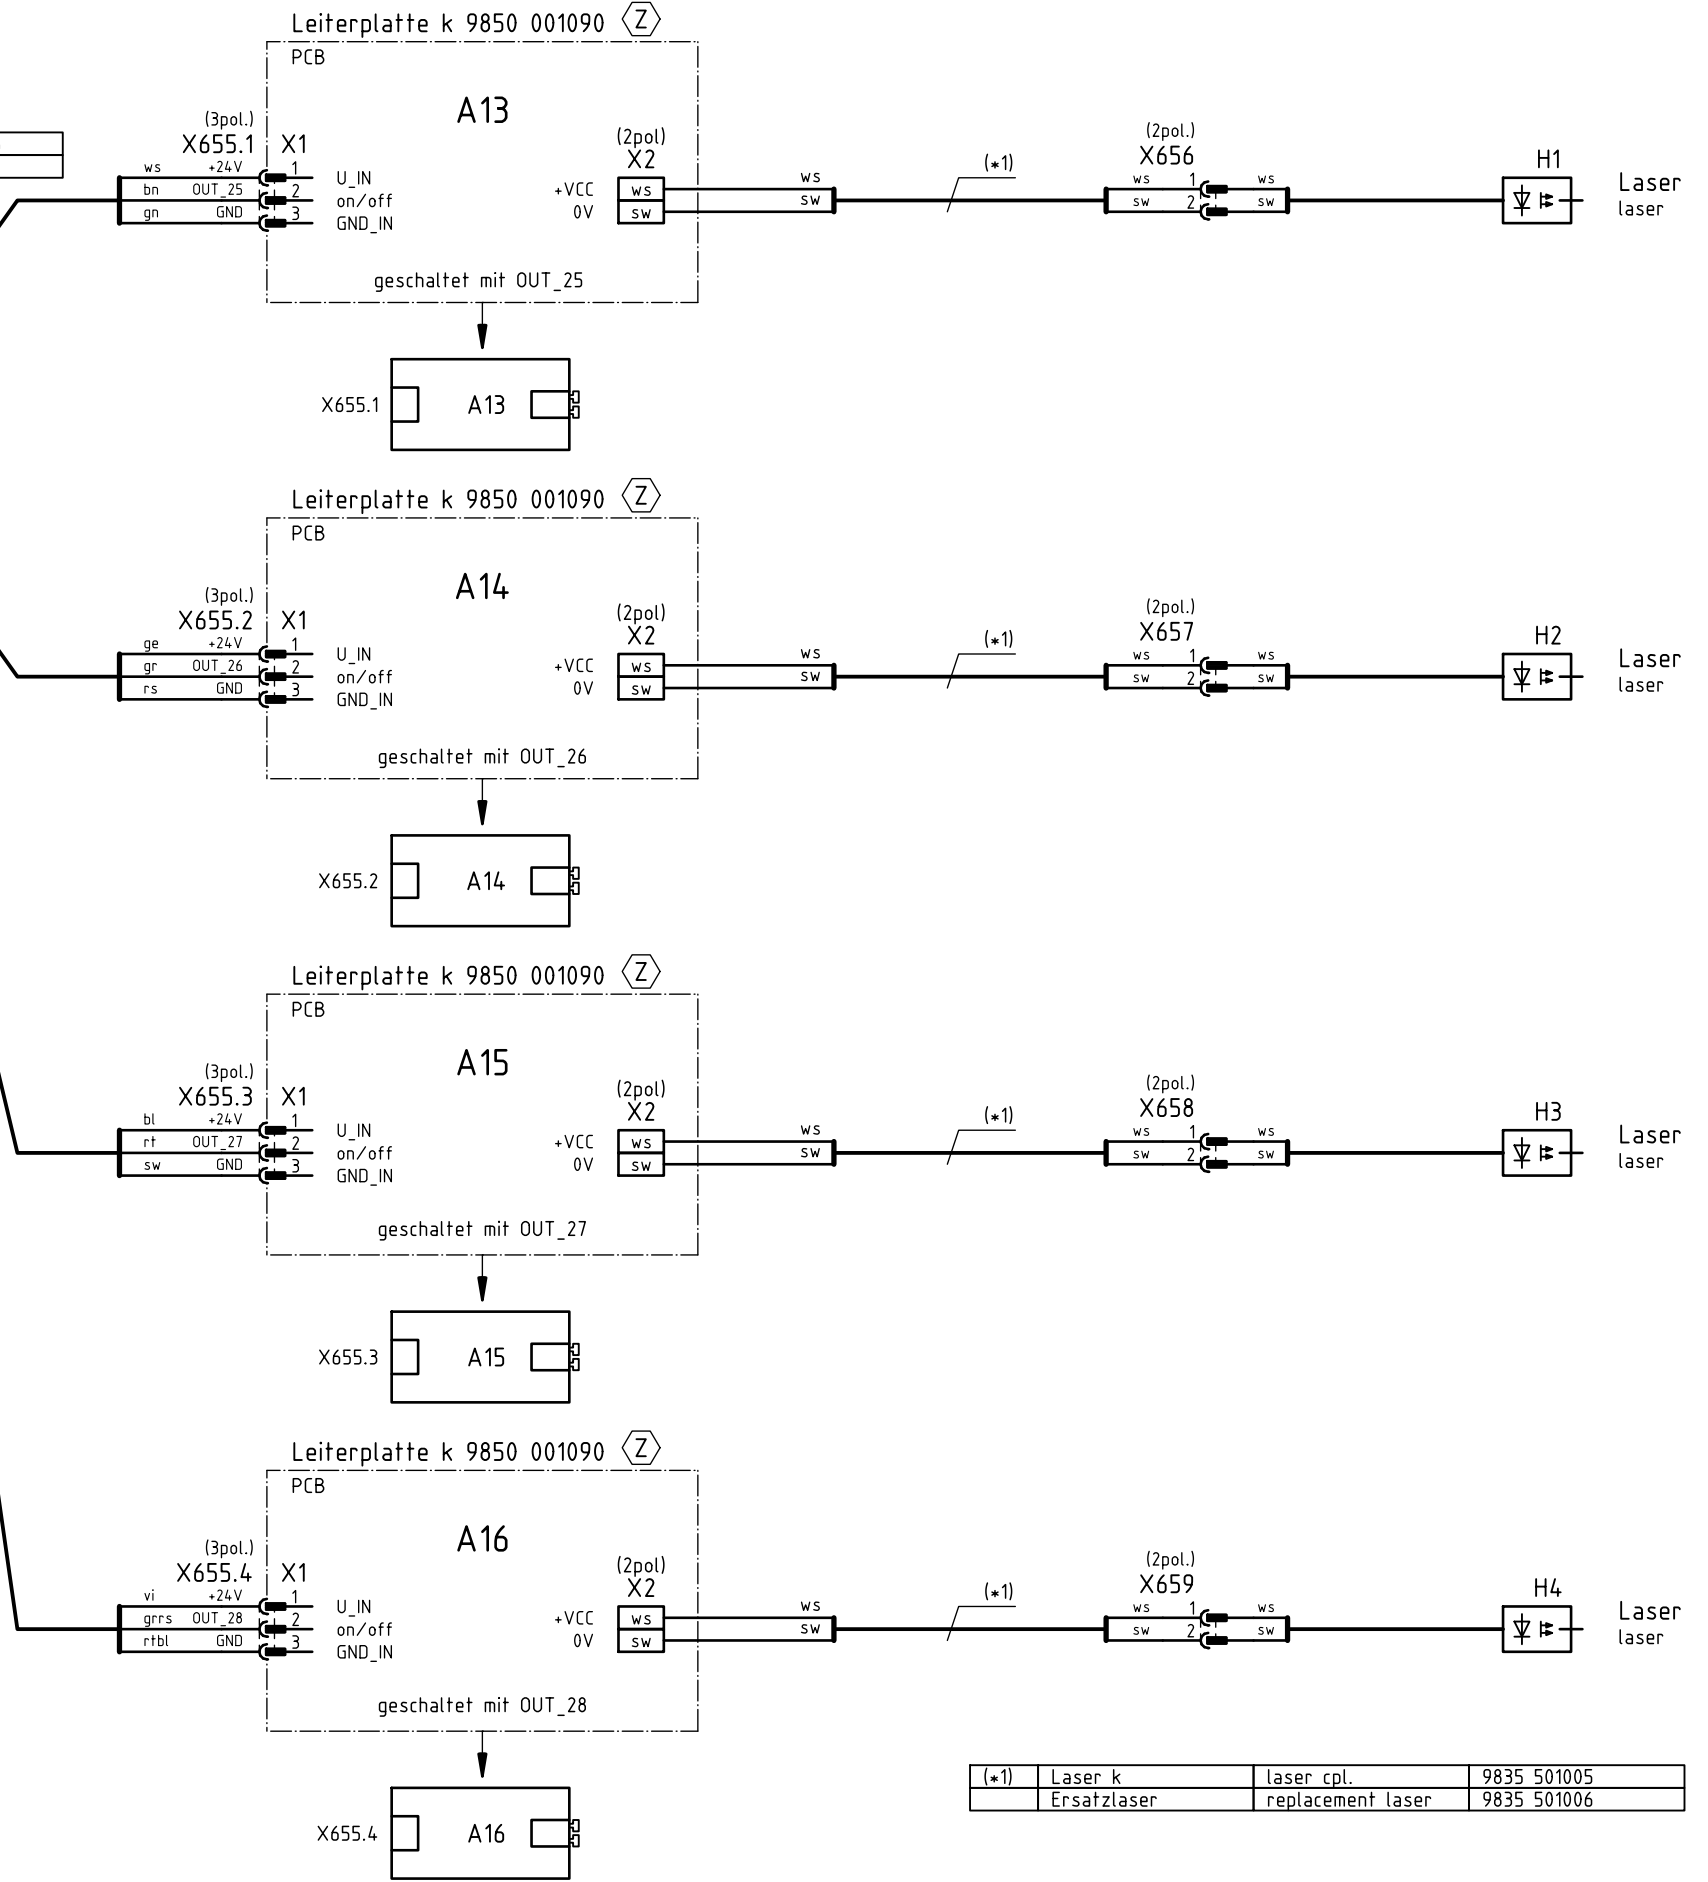 Leiterplatte k 9850 001090 Z
PCB
A13
(3pol.)
X655.1 X1
(2pol)
X2
(2pol.)
X656
(*1)
H1
Laser
laser
ws +24V 1 U_IN
bn OUT_25 2 on/off
gn GND 3 GND_IN
+VCC ws ws
0V sw sw
ws 1 ws
sw 2 sw
geschaltet mit OUT_25
X655.1 A13
Leiterplatte k 9850 001090 Z
PCB
A14
(3pol.)
X655.2 X1
(2pol)
X2
(2pol.)
X657
(*1)
H2
Laser
laser
ge +24V 1 U_IN
gr OUT_26 2 on/off
rs GND 3 GND_IN
+VCC ws ws
0V sw sw
ws 1 ws
sw 2 sw
geschaltet mit OUT_26
X655.2 A14
Leiterplatte k 9850 001090 Z
PCB
A15
(3pol.)
X655.3 X1
(2pol)
X2
(2pol.)
X658
(*1)
H3
Laser
laser
bl +24V 1 U_IN
rt OUT_27 2 on/off
sw GND 3 GND_IN
+VCC ws ws
0V sw sw
ws 1 ws
sw 2 sw
geschaltet mit OUT_27
X655.3 A15
Leiterplatte k 9850 001090 Z
PCB
A16
(3pol.)
X655.4 X1
(2pol)
X2
(2pol.)
X659
(*1)
H4
Laser
laser
vi +24V 1 U_IN
grrs OUT_28 2 on/off
rtbl GND 3 GND_IN
+VCC ws ws
0V sw sw
ws 1 ws
sw 2 sw
geschaltet mit OUT_28
X655.4 A16
(*1) Laser k laser cpl. 9835 501005
Ersatzlaser replacement laser 9835 501006